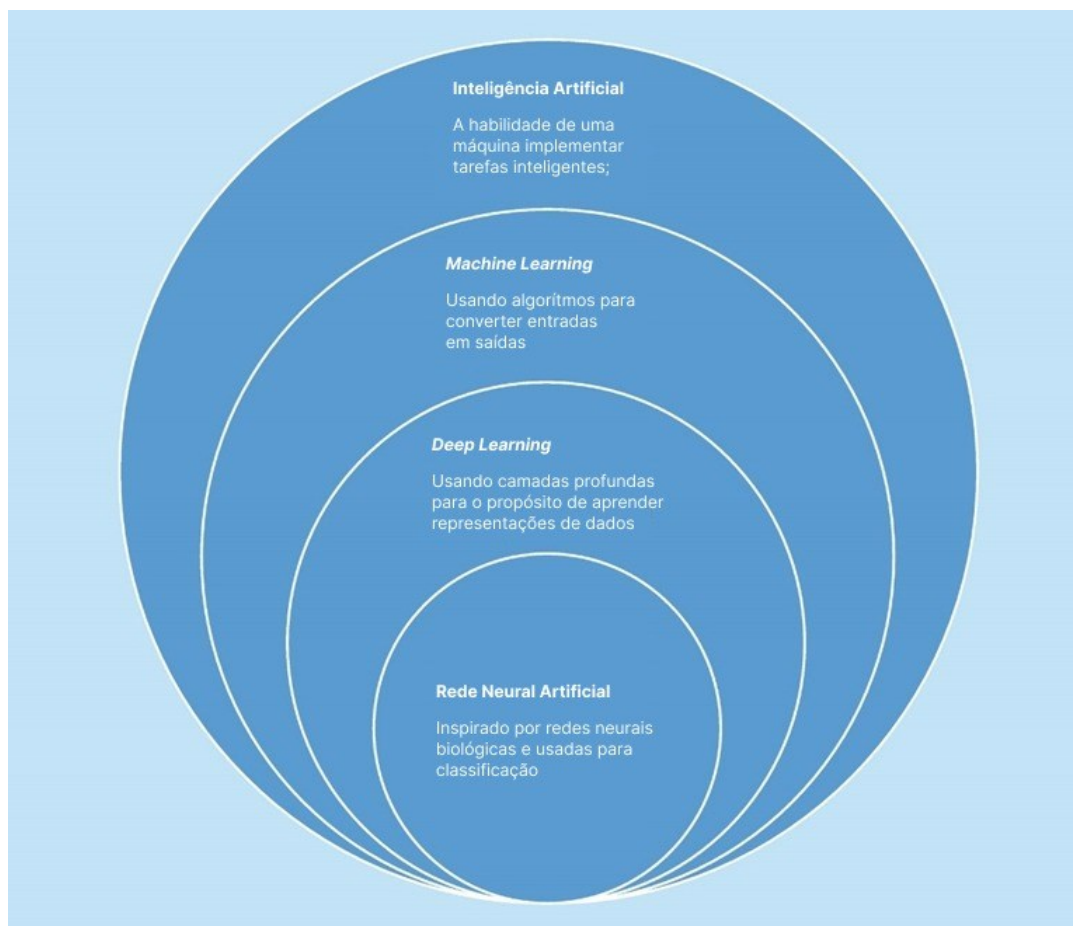 Inteligência Artificial
A habilidade de uma
máquina implementar
tarefas inteligentes;
Machine Learning
Usando algorítmos para
converter entradas
em saídas
Deep Learning
Usando camadas profundas
para o propósito de aprender
representações de dados
Rede Neural Artificial
Inspirado por redes neurais
biológicas e usadas para
classificação